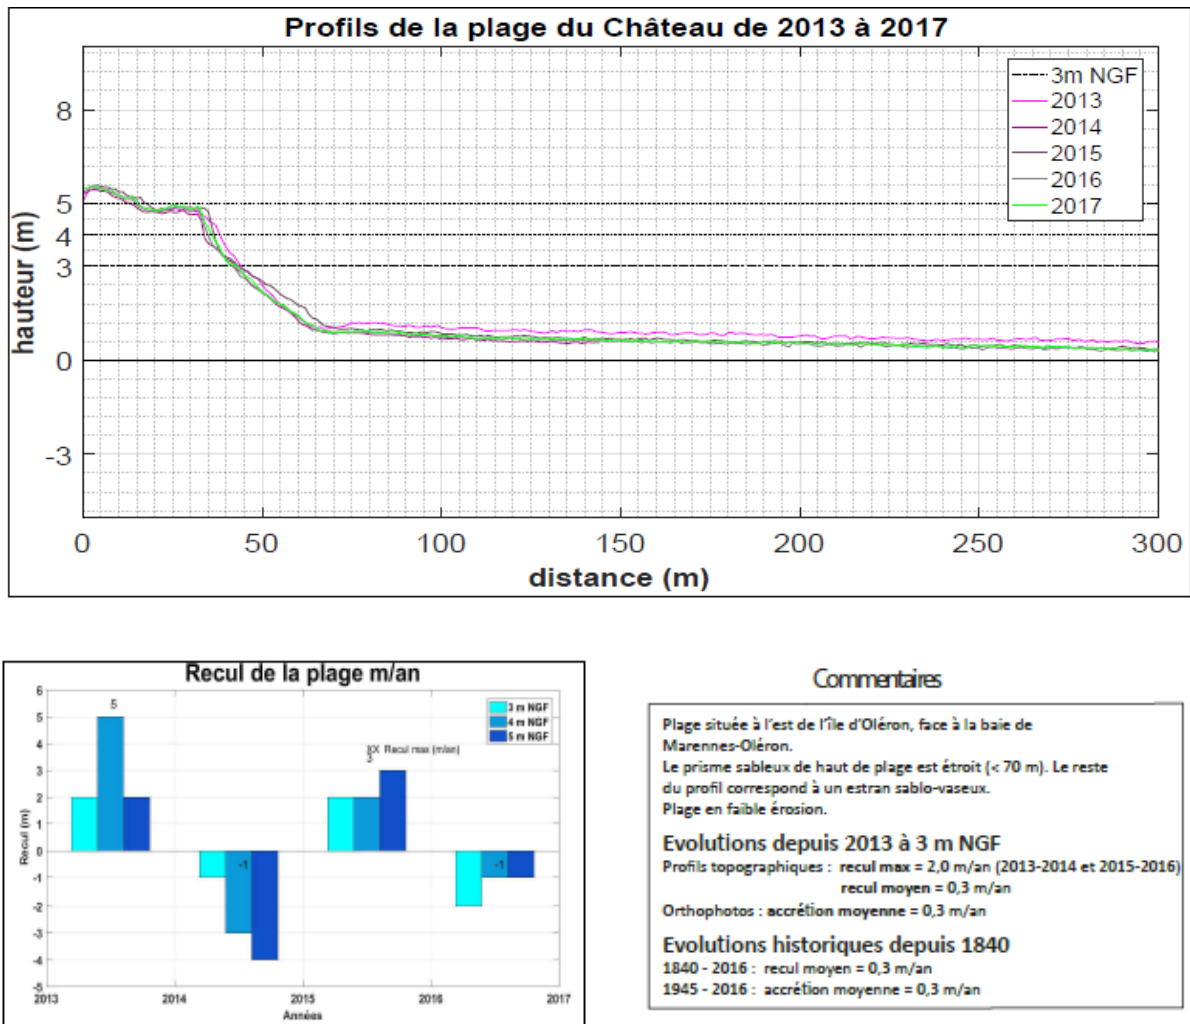 Profils de la plage du Château de 2013 à 2017
3m NGF
2013
2014
2015
2016
2017
hauteur (m)
8
5
4
3
0
-3
0 50 100 150 200 250 300
distance (m)
Recul de la plage m/an
3 m NGF
4 m NGF
5 m NGF
Recul (m)
6
5
4
3
2
1
0
-1
-2
-3
-4
-5
5
-1
XX Recul max (m/an)
3
-1
2013 2014 2015 2016 2017
Années
Commentaires
Plage située à l'est de l'île d'Oléron, face à la baie de
Marennes-Oléron.
Le prisme sableux de haut de plage est étroit (< 70 m). Le reste
du profil correspond à un estran sablo-vaseux.
Plage en faible érosion.
Evolutions depuis 2013 à 3 m NGF
Profils topographiques : recul max = 2,0 m/an (2013-2014 et 2015-2016)
recul moyen = 0,3 m/an
Orthophotos : accrétion moyenne = 0,3 m/an
Evolutions historiques depuis 1840
1840 - 2016 : recul moyen = 0,3 m/an
1945 - 2016 : accrétion moyenne = 0,3 m/an